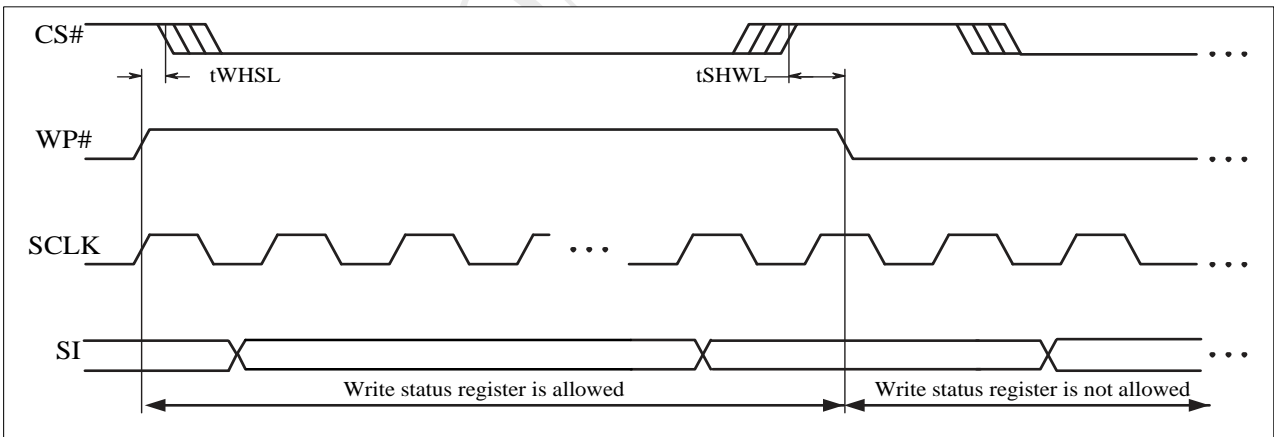 CS#
tWHSL
tSHWL
WP#
SCLK
SI
Write status register is allowed
Write status register is not allowed